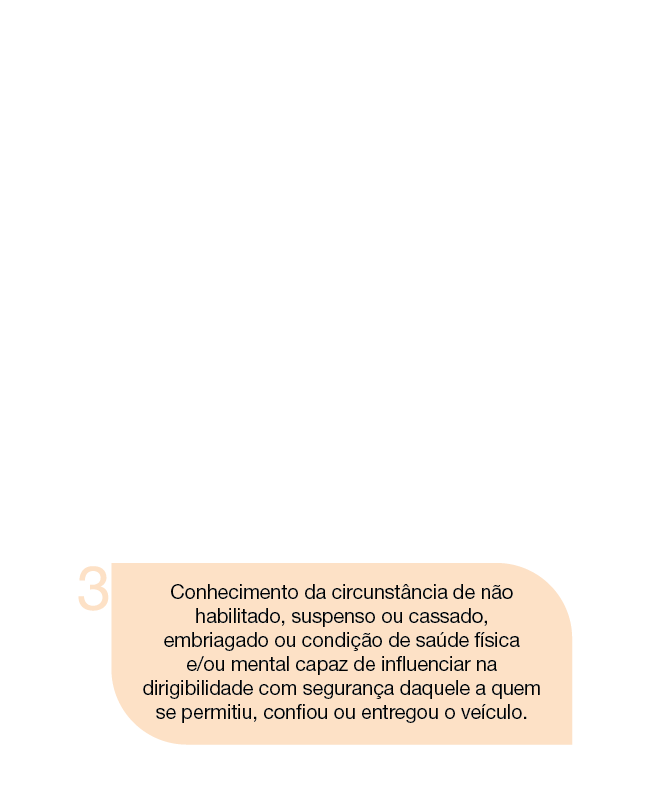 3
Conhecimento da circunstância de não
habilitado, suspenso ou cassado,
embriagado ou condição de saúde física
e/ou mental capaz de influenciar na
dirigibilidade com segurança daquele a quem
se permitiu, confiou ou entregou o veículo.